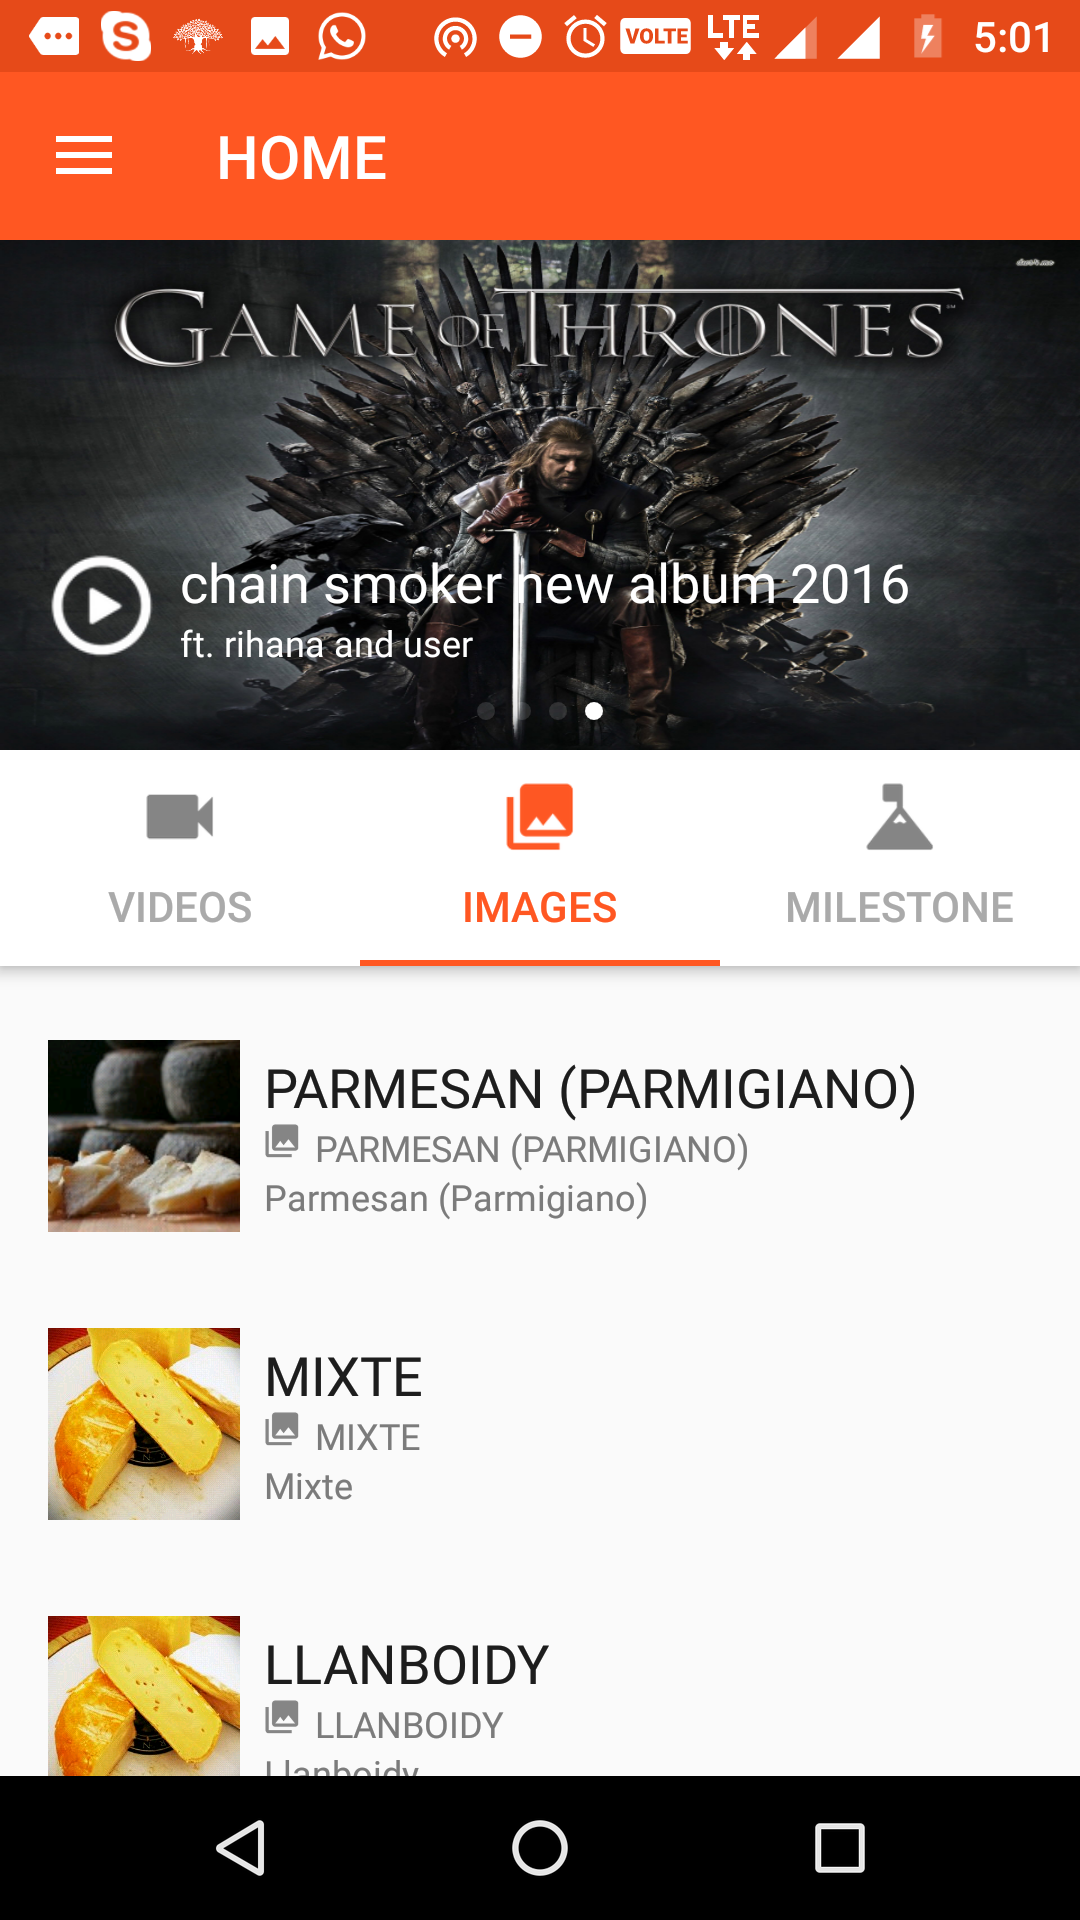 VOLTE LTE 5:01
HOME
GAME OF THRONES
chain smoker new album 2016
ft. rihana and user
VIDEOS IMAGES MILESTONE
PARMESAN (PARMIGIANO)
PARMESAN (PARMIGIANO)
Parmesan (Parmigiano)
MIXTE
MIXTE
Mixte
LLANBOIDY
LLANBOIDY
Llanboidy